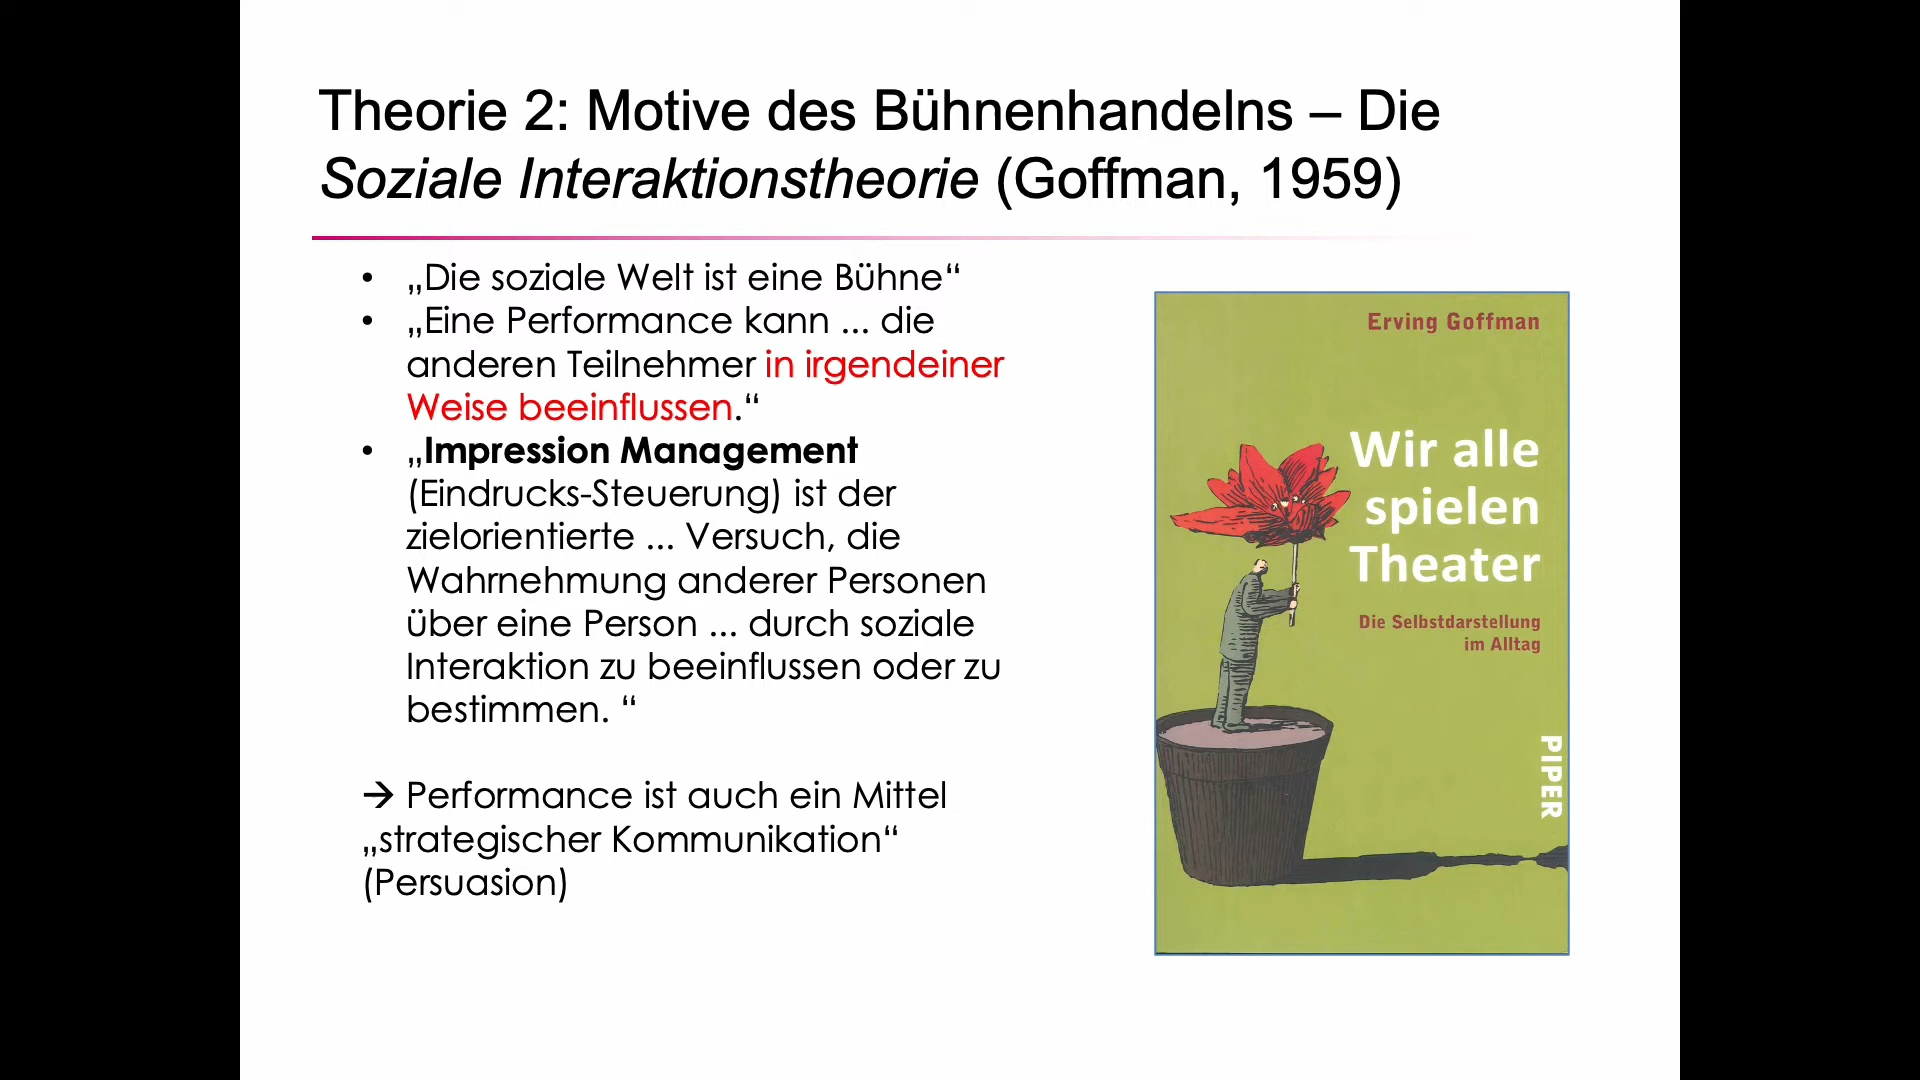 Theorie 2: Motive des Bühnenhandelns – Die
Soziale Interaktionstheorie (Goffman, 1959)
• „Die soziale Welt ist eine Bühne“
• „Eine Performance kann ... die
anderen Teilnehmer in irgendeiner
Weise beeinflussen.“
• „Impression Management
(Eindrucks-Steuerung) ist der
zielorientierte ... Versuch, die
Wahrnehmung anderer Personen
über eine Person ... durch soziale
Interaktion zu beeinflussen oder zu
bestimmen. “
→ Performance ist auch ein Mittel
„strategischer Kommunikation“
(Persuasion)
Erving Goffman
Wir alle
spielen
Theater
Die Selbstdarstellung
im Alltag
PIPER